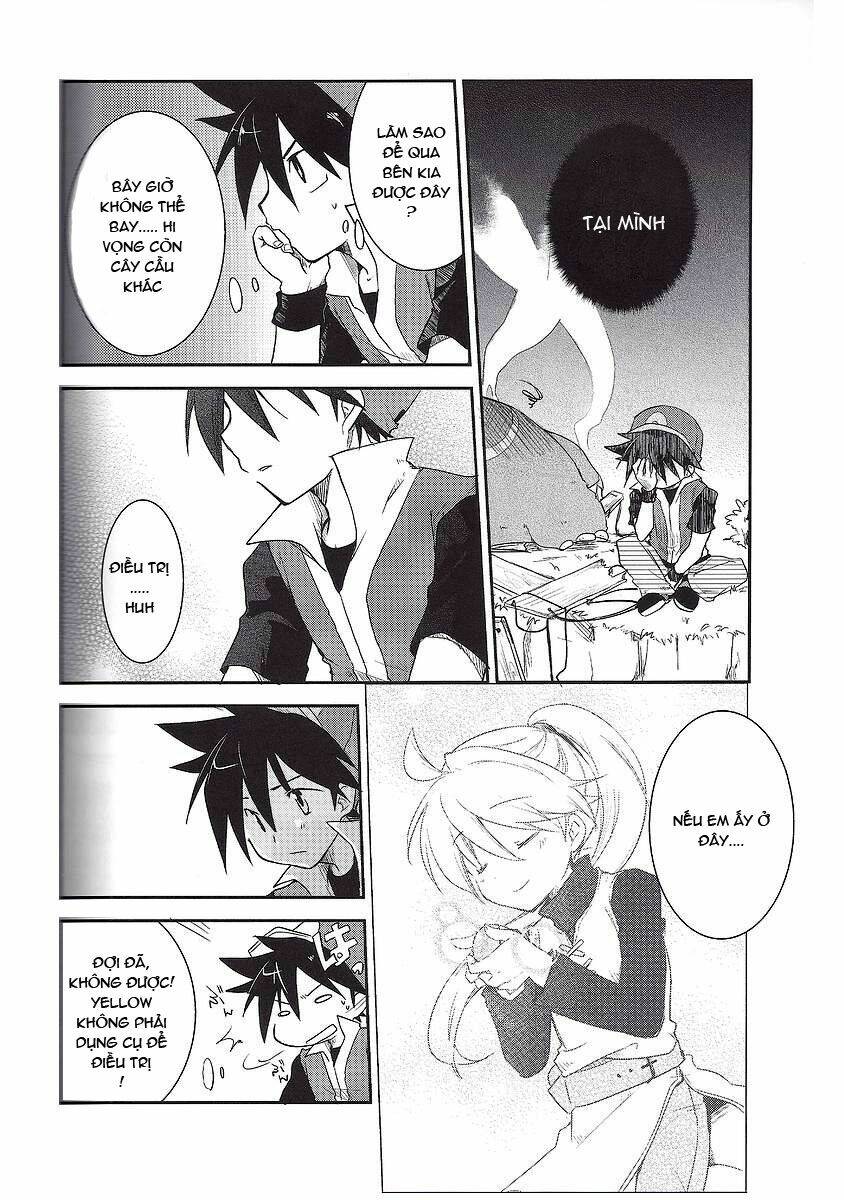 TẠI MÌNH
LÀM SAO
ĐỂ QUA
BÊN KIA
ĐƯỢC ĐÂY
?
BÂY GIỜ
KHÔNG THỂ
BAY..... HI
VỌNG CÒN
CÂY CẦU
KHÁC
ĐIỀU TRỊ
.....
HUH
NẾU EM ẤY Ở
ĐÂY....
はっ
ĐỢI ĐÃ,
KHÔNG ĐƯỢC!
YELLOW
KHÔNG PHẢI
DỤNG CỤ ĐỂ
ĐIỀU TRỊ
!